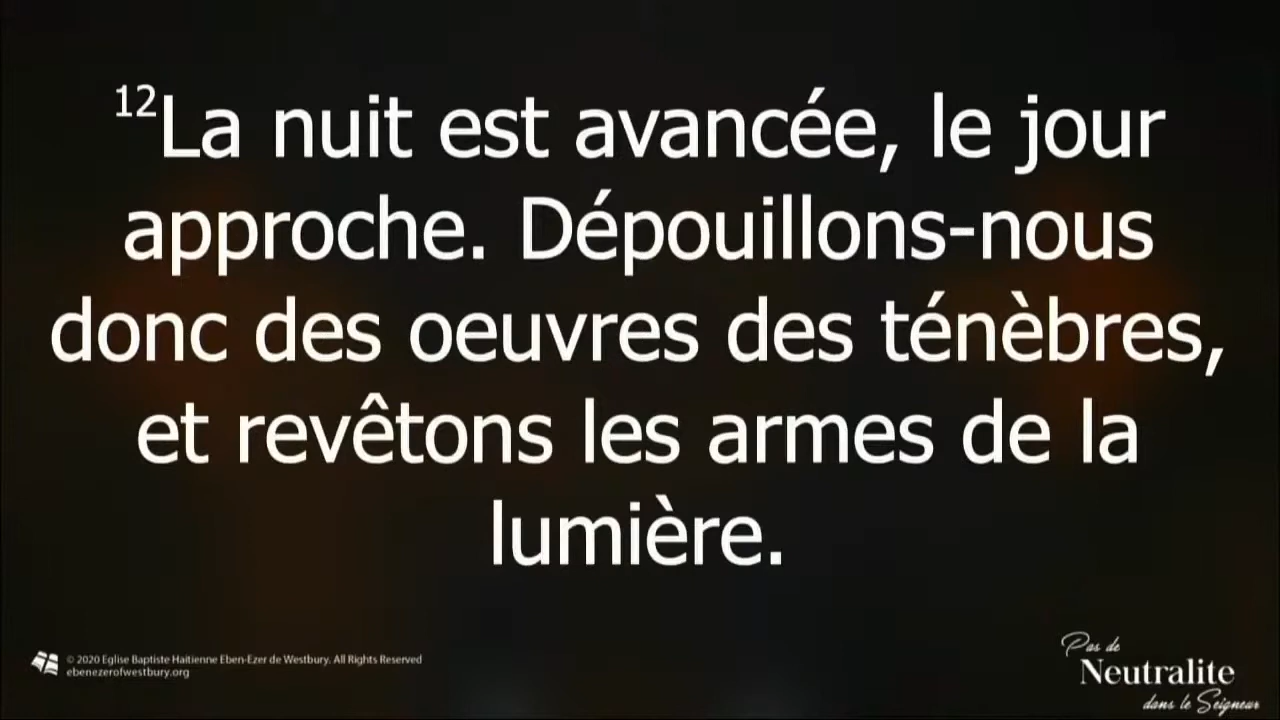 12La nuit est avancée, le jour
approche. Dépouillons-nous
donc des oeuvres des ténèbres,
et revêtons les armes de la
lumière.
© 2020 Eglise Baptiste Haitienne Eben-Ezer de Westbury. All Rights Reserved
ebenezerofwestbury.org
Pas de
Neutralite
dans le Seigneur